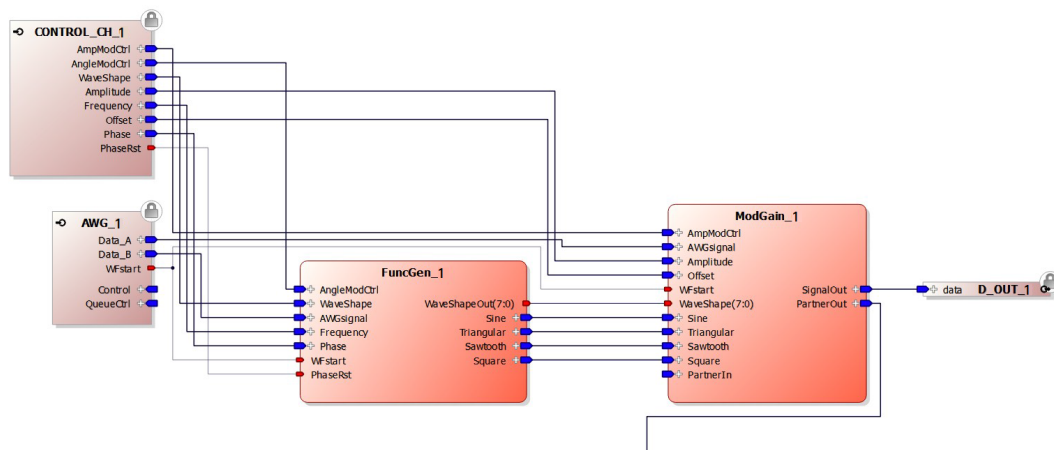 CONTROL_CH_1
AmpModCtrl
AngleModCtrl
WaveShape
Amplitude
Frequency
Offset
Phase
PhaseRst
AWG_1
Data_A
Data_B
WFstart
Control
QueueCtrl
FuncGen_1
AngleModCtrl
WaveShape WaveShapeOut(7:0)
AWGsignal Sine
Frequency Triangular
Phase Sawtooth
WFstart Square
PhaseRst
ModGain_1
AmpModCtrl
AWGsignal
Amplitude
Offset
WFstart SignalOut
WaveShape(7:0) PartnerOut
Sine
Triangular
Sawtooth
Square
PartnerIn
data D_OUT_1